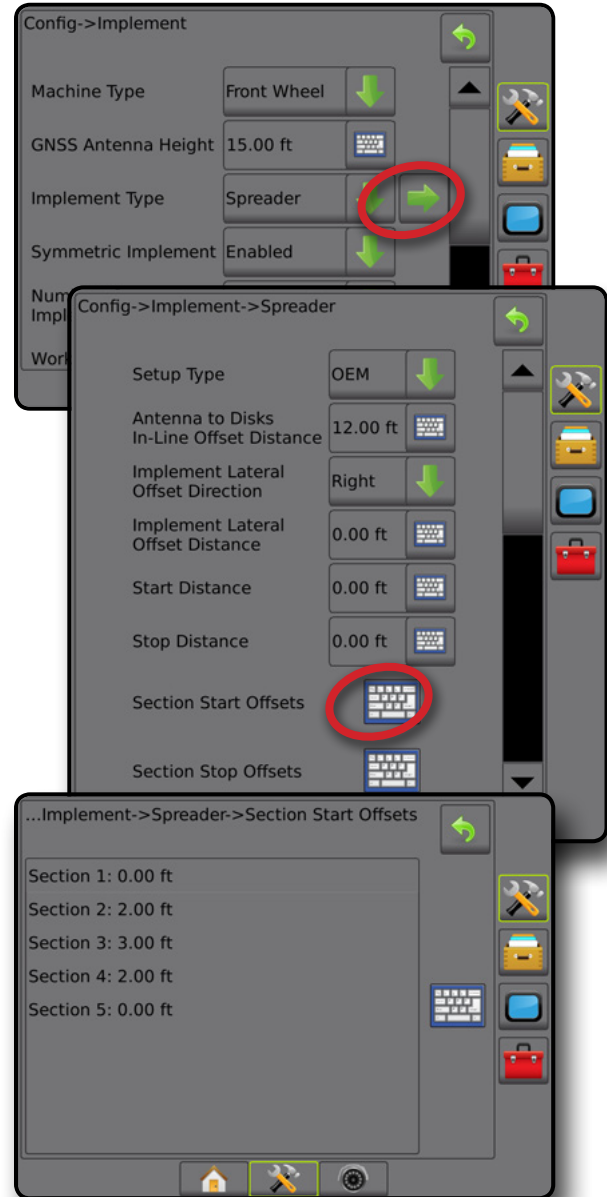 Config->Implement
Machine Type Front Wheel
GNSS Antenna Height 15.00 ft
Implement Type Spreader
Symmetric Implement Enabled
Config->Implement->Spreader
Setup Type OEM
Antenna to Disks
In-Line Offset Distance 12.00 ft
Implement Lateral
Offset Direction Right
Implement Lateral
Offset Distance 0.00 ft
Start Distance 0.00 ft
Stop Distance 0.00 ft
Section Start Offsets
Section Stop Offsets
...Implement->Spreader->Section Start Offsets
Section 1: 0.00 ft
Section 2: 2.00 ft
Section 3: 3.00 ft
Section 4: 2.00 ft
Section 5: 0.00 ft